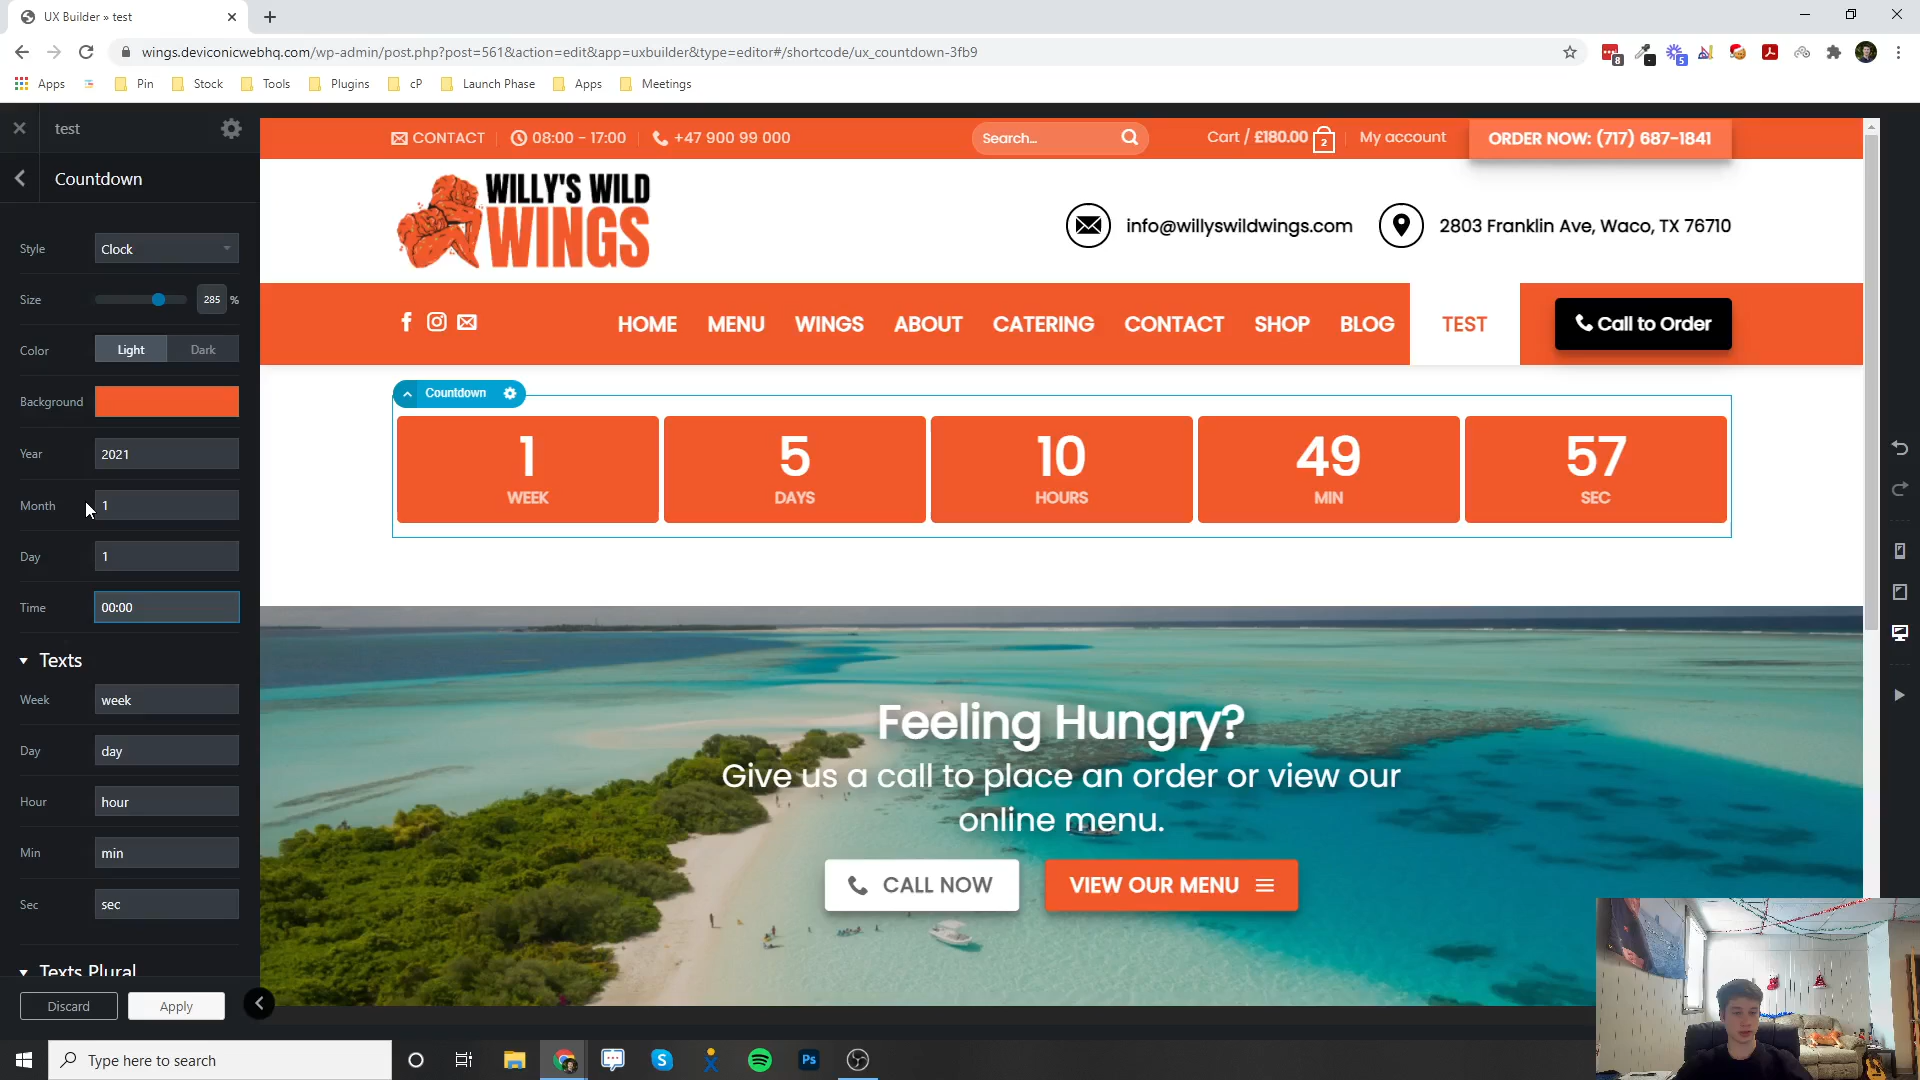 UX Builder » test
wings.deviconicwebhq.com/wp-admin/post.php?post=561&action=edit&app=uxbuilder&type=editor#/shortcode/ux_countdown-3fb9
8
5
Apps
Pin
Stock
Tools
Plugins
cP
Launch Phase
Apps
Meetings
test
Countdown
Style
Clock
Size
285 %
Color
Light
Dark
Background
Year
2021
Month
1
Day
1
Time
00:00
Texts
Week
week
Day
day
Hour
hour
Min
min
Sec
sec
Texts Plural
Discard
Apply
CONTACT
08:00 - 17:00
+47 900 99 000
Search...
Cart / £180.00
2
My account
ORDER NOW: (717) 687-1841
WILLY'S WILD
WINGS
info@willyswildwings.com
2803 Franklin Ave, Waco, TX 76710
HOME
MENU
WINGS
ABOUT
CATERING
CONTACT
SHOP
BLOG
TEST
Call to Order
Countdown
1
WEEK
5
DAYS
10
HOURS
49
MIN
57
SEC
Feeling Hungry?
Give us a call to place an order or view our
online menu.
CALL NOW
VIEW OUR MENU
Type here to search
S
Ps